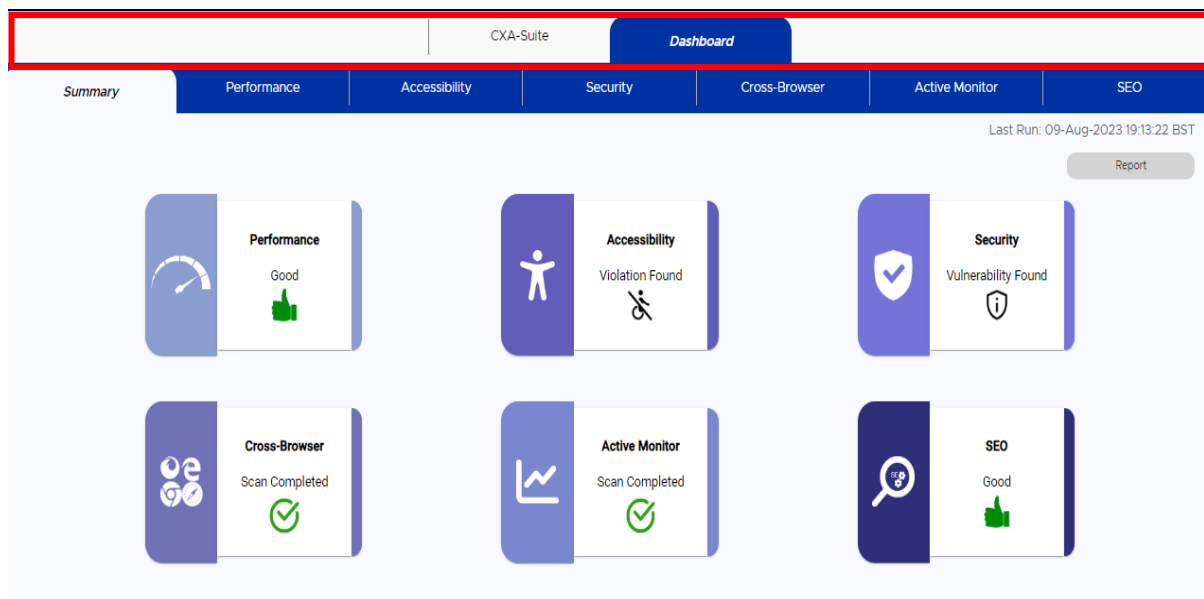 CXA-Suite Dashboard
Summary Performance Accessibility Security Cross-Browser Active Monitor SEO
Last Run: 09-Aug-2023 19:13:22 BST
Report
Performance
Good
Accessibility
Violation Found
Security
Vulnerability Found
Cross-Browser
Scan Completed
Active Monitor
Scan Completed
SEO
Good